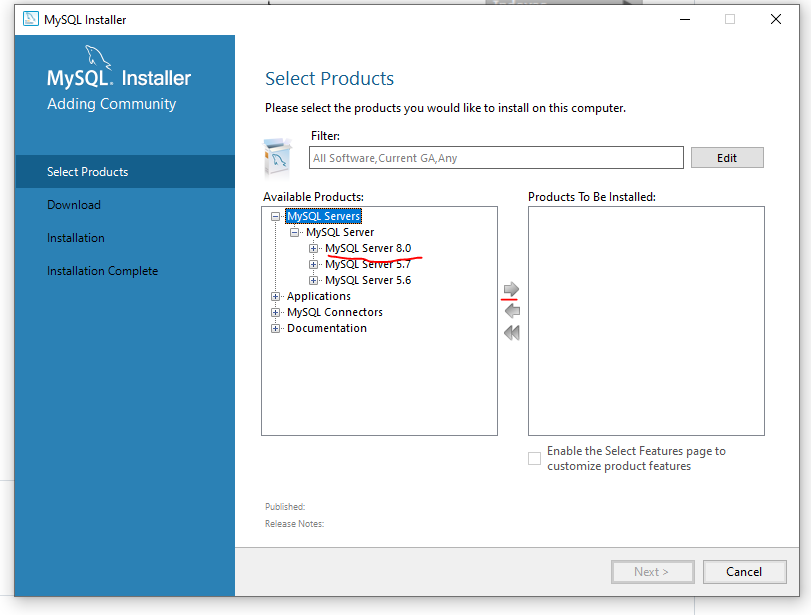 MySQL Installer
MySQL. Installer
Adding Community
Select Products
Download
Installation
Installation Complete
Select Products
Please select the products you would like to install on this computer.
Filter:
All Software,Current GA,Any
Edit
Available Products:
Products To Be Installed:
MySQL Servers
MySQL Server
MySQL Server 8.0
MySQL Server 5.7
MySQL Server 5.6
Applications
MySQL Connectors
Documentation
Enable the Select Features page to
customize product features
Published:
Release Notes:
Next >
Cancel